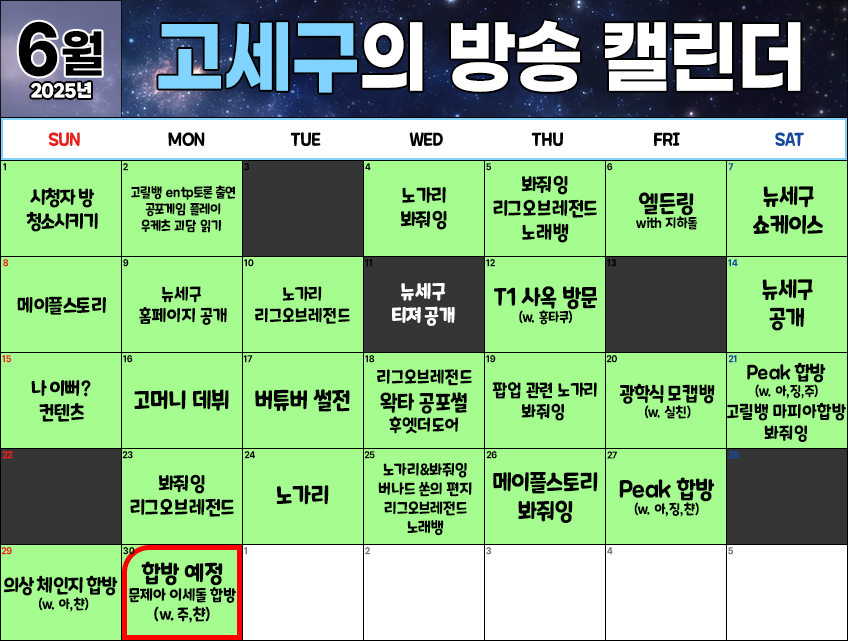 6월
2025년
고세구의 방송 캘린더
SUN
MON
TUE
WED
THU
FRI
SAT
1
시청자 방
청소시키기
2
고릴뱅 entp토론 출연
공포게임 플레이
우케츠 괴담 읽기
3
4
노가리
봐줘잉
5
봐줘잉
리그오브레전드
노래뱅
6
엘든링
with 지하돌
7
뉴세구
쇼케이스
8
메이플스토리
9
뉴세구
홈페이지 공개
10
노가리
리그오브레전드
11
뉴세구
티져 공개
12
T1 사옥 방문
(w. 홍타쿠)
13
14
뉴세구
공개
15
나 이뻐?
컨텐츠
16
고머니 데뷔
17
버튜버 썰전
18
리그오브레전드
왁타 공포썰
후엣더도어
19
팝업 관련 노가리
봐줘잉
20
광학식 모캡뱅
(w. 실친)
21
Peak 합방
(w. 아,징,주)
고릴뱅 마피아합방
봐줘잉
22
23
봐줘잉
리그오브레전드
24
노가리
25
노가리&봐줘잉
버나드 쏜의 편지
리그오브레전드
노래뱅
26
메이플스토리
봐줘잉
27
Peak 합방
(w. 아,징,챤)
28
29
의상 체인지 합방
(w. 아,챤)
30
합방 예정
문제아 이세돌 합방
(w. 주,챤)
1
2
3
4
5